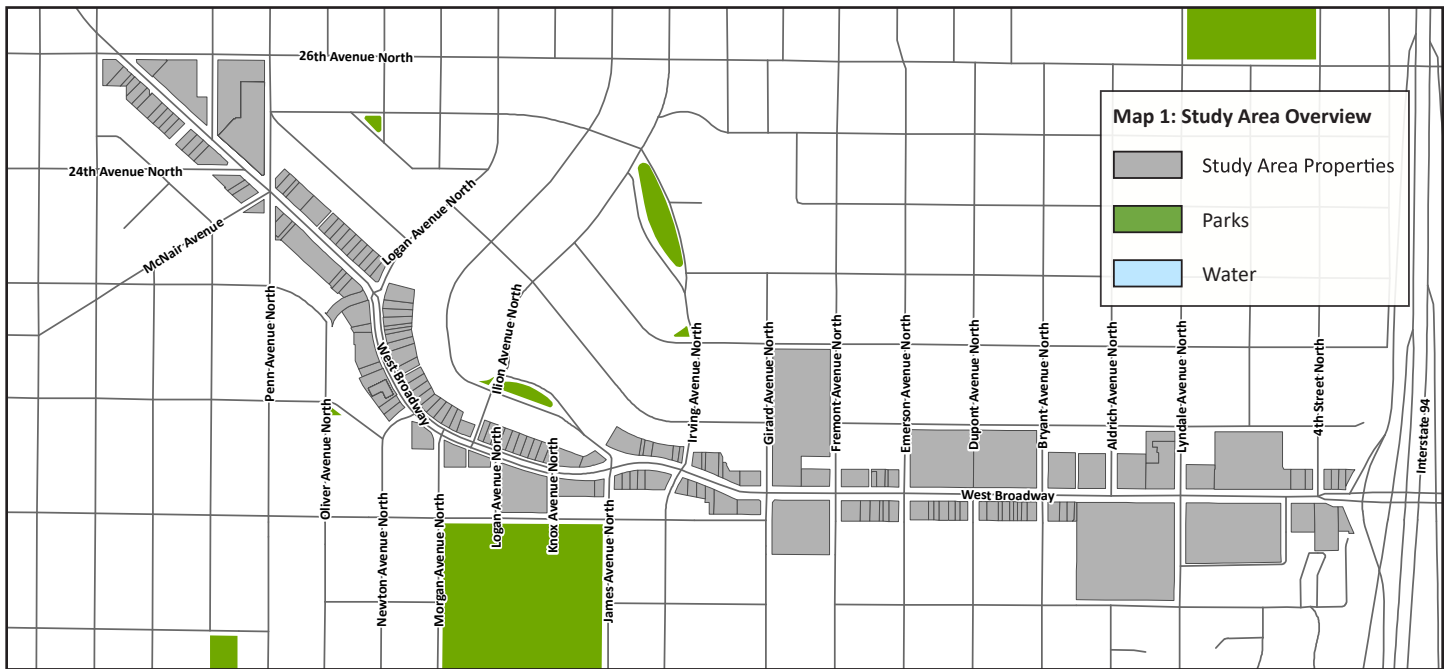 26th Avenue North
Map 1: Study Area Overview
Study Area Properties
Parks
Water
24th Avenue North
McNair Avenue
Logan Avenue North
Penn Avenue North
West Broadway
Ilion Avenue North
Oliver Avenue North
Newton Avenue North
Morgan Avenue North
Logan Avenue North
Knox Avenue North
James Avenue North
Irving Avenue North
Girard Avenue North
Fremont Avenue North
Emerson Avenue North
Dupont Avenue North
Bryant Avenue North
Aldrich Avenue North
Lyndale Avenue North
4th Street North
Interstate 94
West Broadway